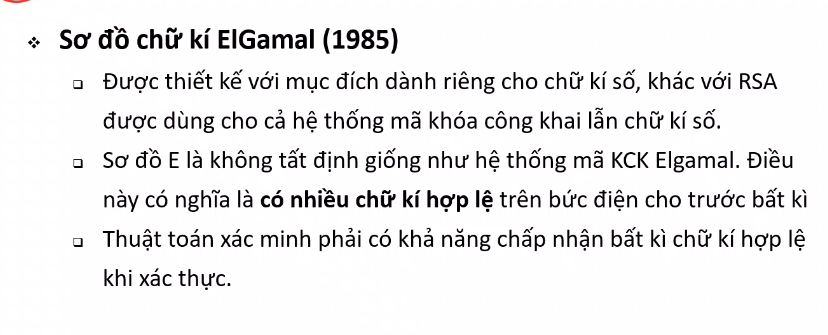 Sơ đồ chữ kí ElGamal (1985)
Được thiết kế với mục đích dành riêng cho chữ kí số, khác với RSA
được dùng cho cả hệ thống mã khóa công khai lẫn chữ kí số.
Sơ đồ E là không tất định giống như hệ thống mã KCK Elgamal. Điều
này có nghĩa là có nhiều chữ kí hợp lệ trên bức điện cho trước bất kì
Thuật toán xác minh phải có khả năng chấp nhận bất kì chữ kí hợp lệ
khi xác thực.